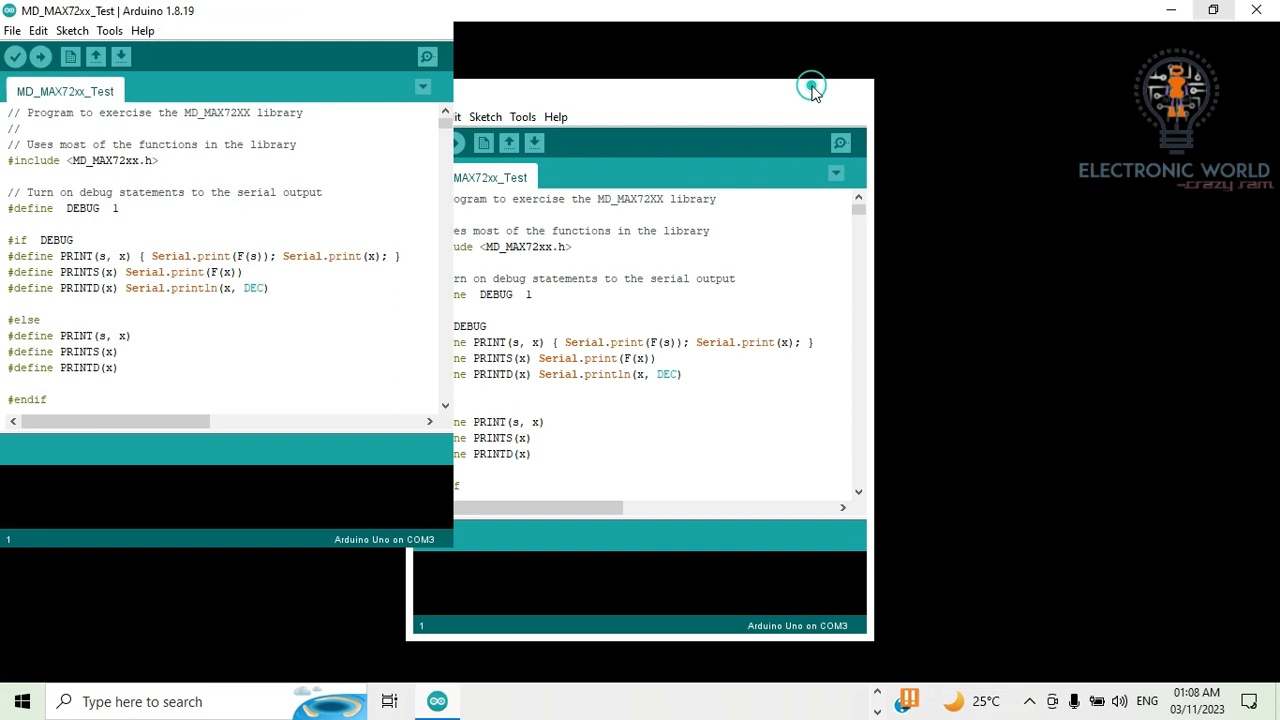 MD_MAX72xx_Test | Arduino 1.8.19
File Edit Sketch Tools Help
MD_MAX72xx_Test
// Program to exercise the MD_MAX72XX library
//
// Uses most of the functions in the library
#include <MD_MAX72xx.h>
// Turn on debug statements to the serial output
#define DEBUG 1
#if DEBUG
#define PRINT(s, x) { Serial.print(F(s)); Serial.print(x); }
#define PRINTS(x) Serial.print(F(x))
#define PRINTD(x) Serial.println(x, DEC)
#else
#define PRINT(s, x)
#define PRINTS(x)
#define PRINTD(x)
#endif
1 Arduino Uno on COM3
it Sketch Tools Help
MAX72xx_Test
ogram to exercise the MD_MAX72XX library
es most of the functions in the library
ude <MD_MAX72xx.h>
rn on debug statements to the serial output
ne DEBUG 1
DEBUG
ne PRINT(s, x) { Serial.print(F(s)); Serial.print(x); }
ne PRINTS(x) Serial.print(F(x))
ne PRINTD(x) Serial.println(x, DEC)
ne PRINT(s, x)
ne PRINTS(x)
ne PRINTD(x)
f
1 Arduino Uno on COM3
ELECTRONIC WORLD
-crazy ram
Type here to search
25°C
ENG
01:08 AM
03/11/2023